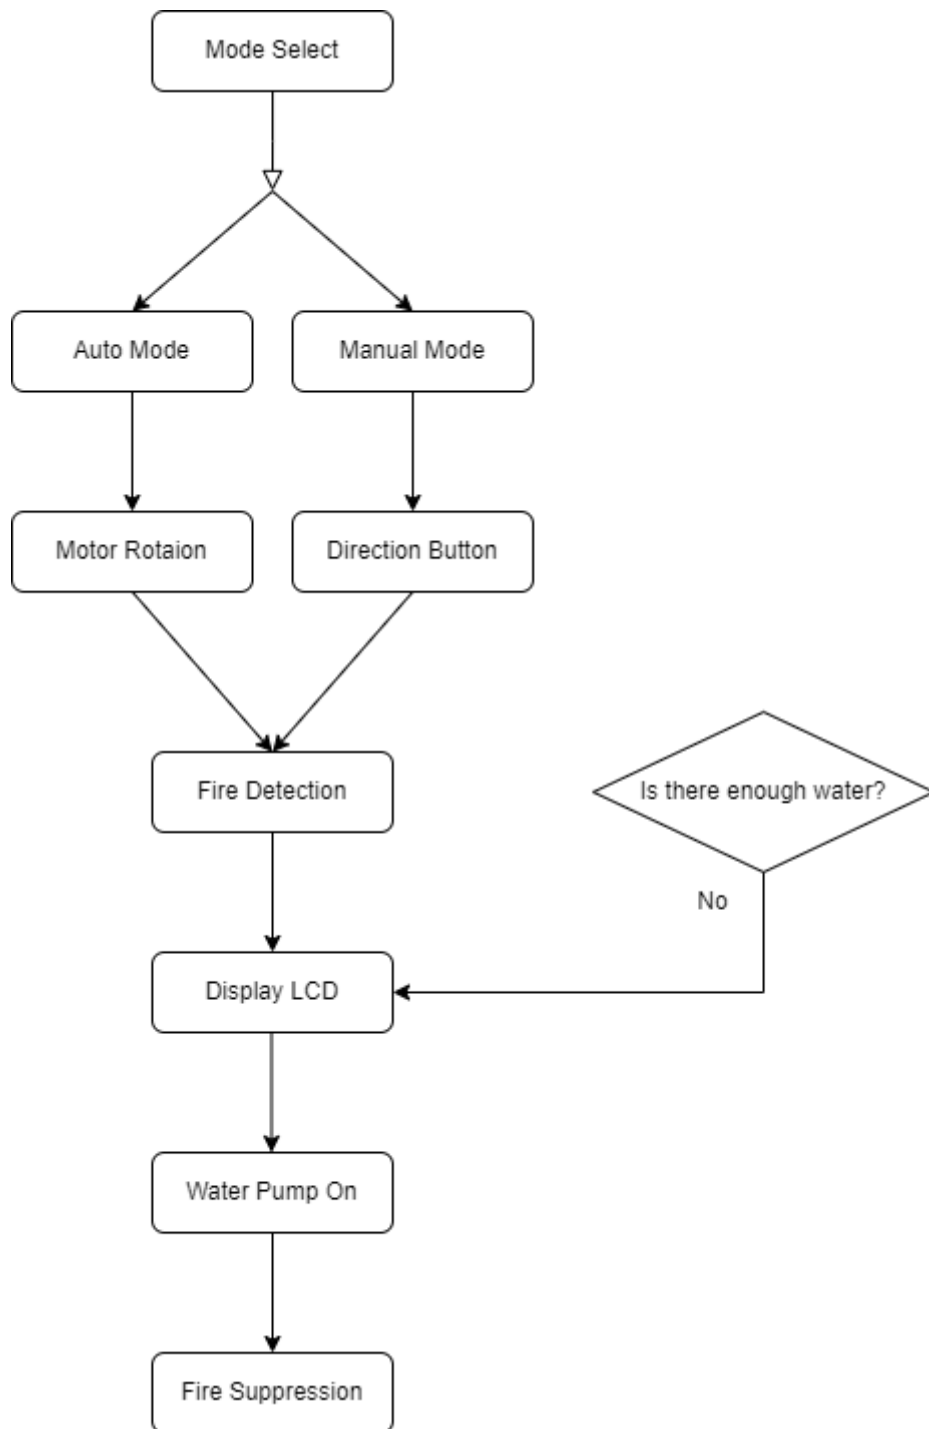 Mode Select
Auto Mode
Manual Mode
Motor Rotaion
Direction Button
Fire Detection
Is there enough water?
No
Display LCD
Water Pump On
Fire Suppression